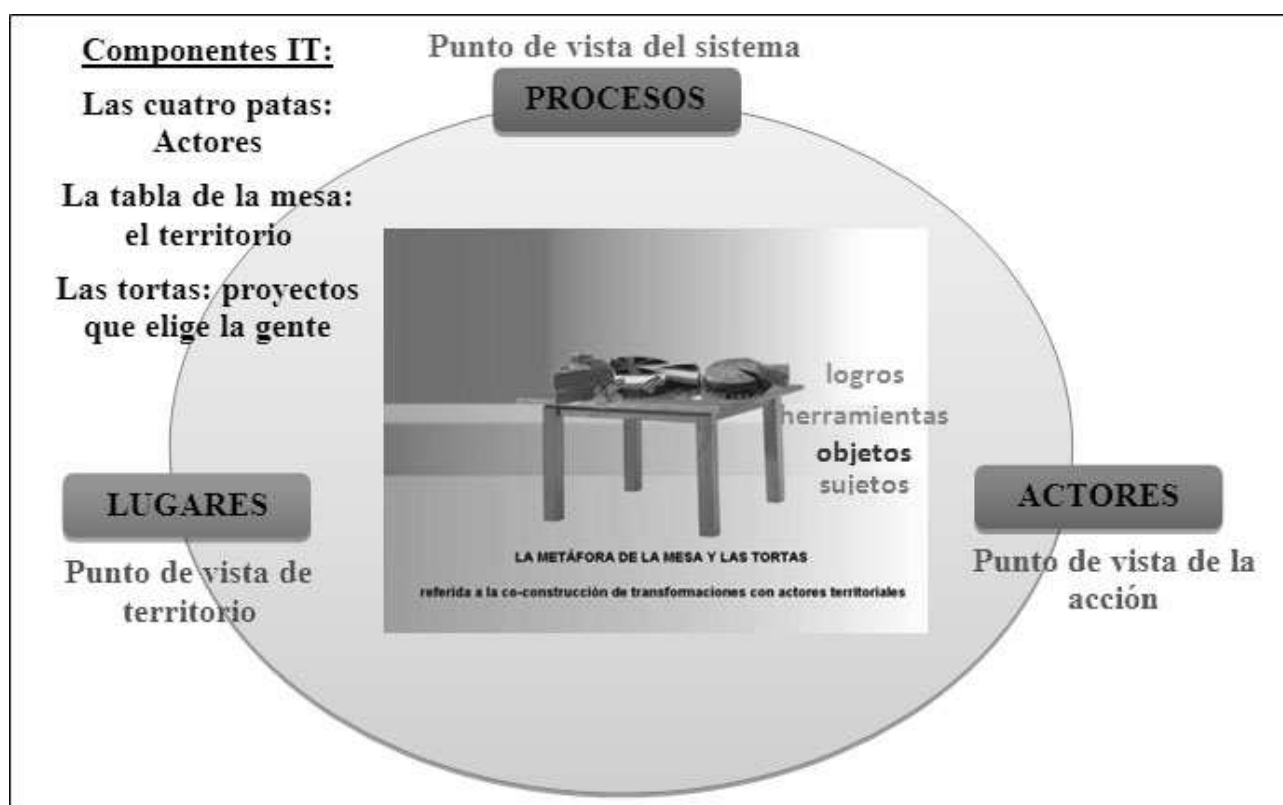 Componentes IT:
Las cuatro patas:
Actores
La tabla de la mesa:
el territorio
Las tortas: proyectos
que elige la gente
Punto de vista del sistema
PROCESOS
logros
herramientas
objetos
sujetos
LA METÁFORA DE LA MESA Y LAS TORTAS
referida a la co-construcción de transformaciones con actores territoriales
LUGARES
Punto de vista de
territorio
ACTORES
Punto de vista de la
acción